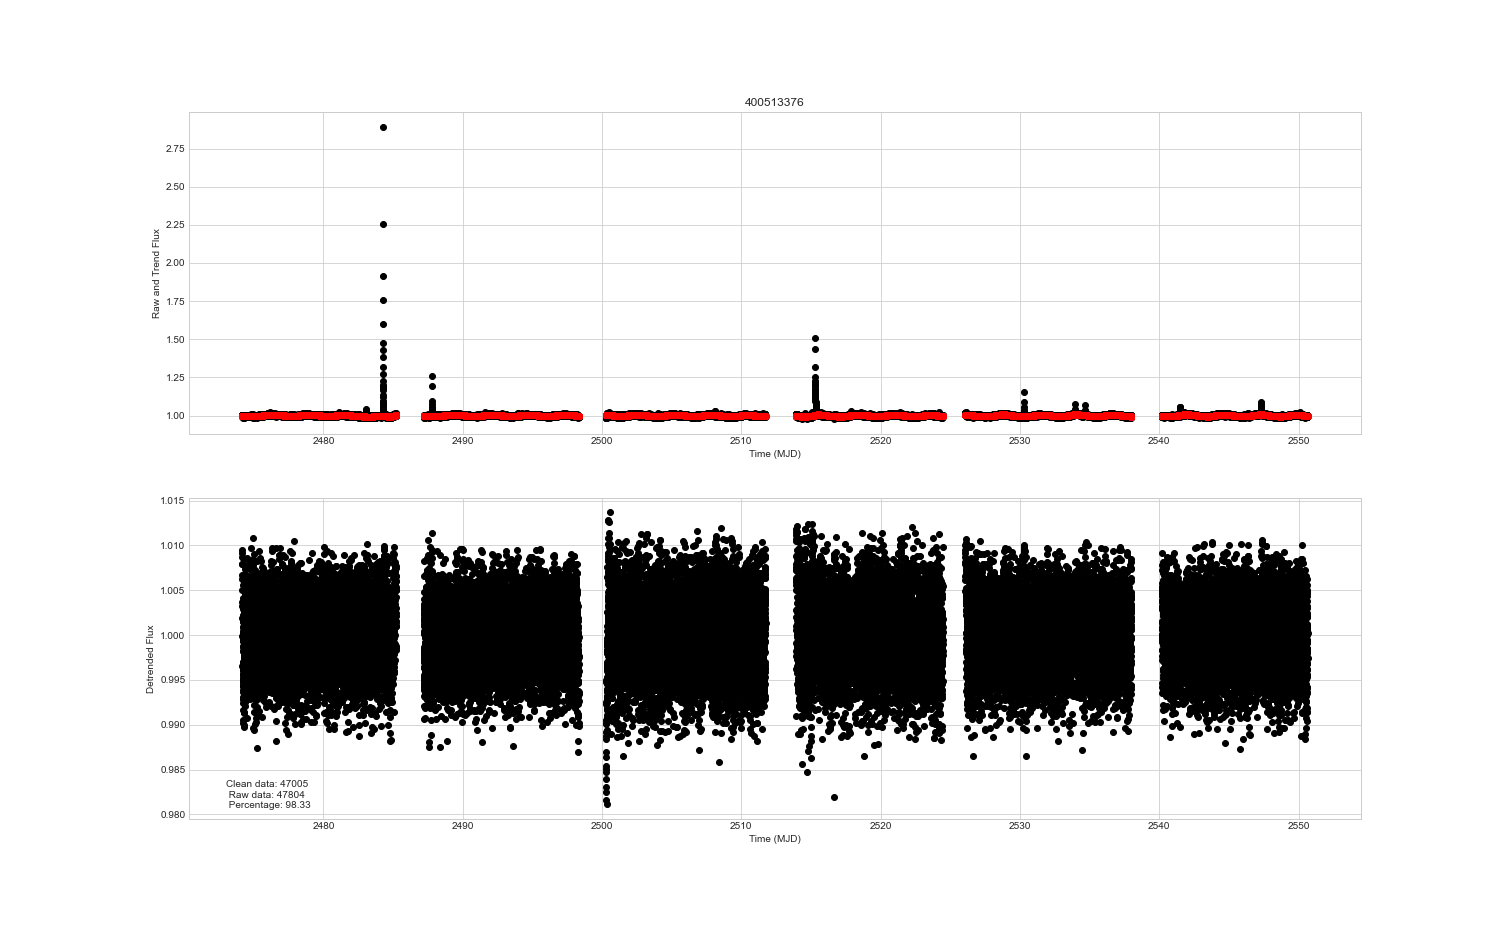 400513376
Raw and Trend Flux
2.75
2.50
2.25
2.00
1.75
1.50
1.25
1.00
2480 2490 2500 2510 2520 2530 2540 2550
Time (MJD)
Detrended Flux
1.015
1.010
1.005
1.000
0.995
0.990
0.985
0.980
Clean data: 47005
Raw data: 47804
Percentage: 98.33
2480 2490 2500 2510 2520 2530 2540 2550
Time (MJD)